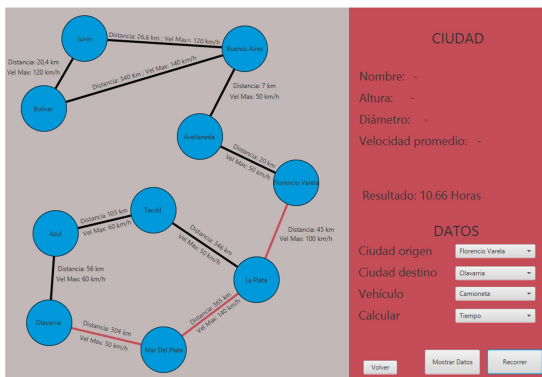 Junin
Distancia: 26,6 km ; Vel Max= 120 km/h
Buenos Aires
Distancia: 20,4 km
Vel Max: 120 km/h
Distancia: 340 km ; Vel Max: 140 km/h
Bolivar
Distancia: 7 km
Vel Max: 50 km/h
Avellaneda
Distancia: 20 km
Vel Max: 50 km/h
Florencio Varela
Distancia: 45 km
Vel Max: 100 km/h
Tandil
Distancia 103 km
Vel Max: 60 km/h
Azul
Distancia: 346 km
Vel Max: 50 km/h
Distancia: 56 km
Vel Max: 60 km/h
La Plata
Distancia: 365 km
Vel Max: 140 km/h
Olavarria
Distancia: 304 km
Vel Max: 50 km/h
Mar Del Plata
CIUDAD
Nombre: -
Altura: -
Diámetro: -
Velocidad promedio: -
Resultado: 10.66 Horas
DATOS
Ciudad origen Florencio Varela
Ciudad destino Olavarria
Vehículo Camioneta
Calcular Tiempo
Volver Mostrar Datos Recorrer